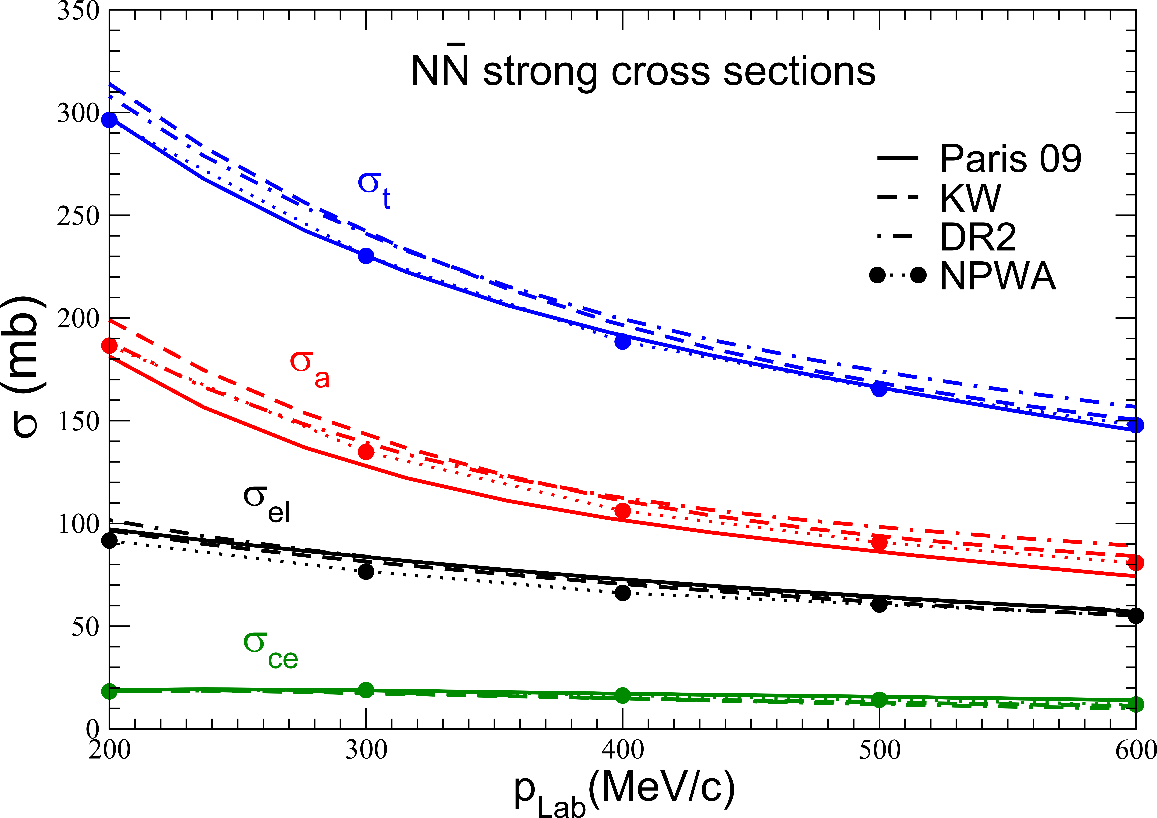 NN̄ strong cross sections
Paris 09
KW
DR2
NPWA
σt
σa
σel
σce
σ (mb)
350
300
250
200
150
100
50
0
200 300 400 500 600
pLab(MeV/c)